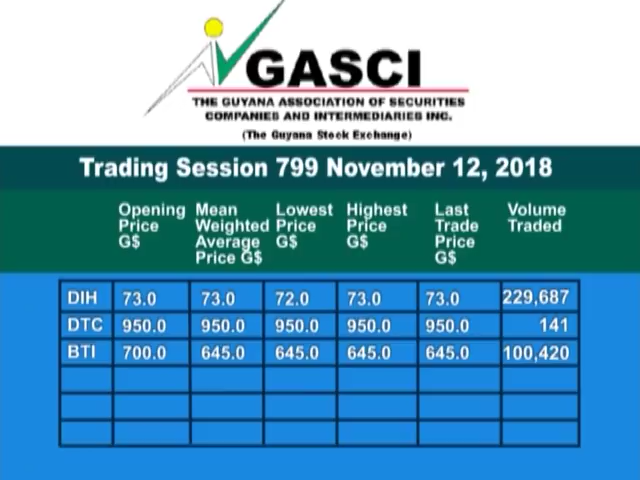 GASCI
THE GUYANA ASSOCIATION OF SECURITIES
COMPANIES AND INTERMEDIARIES INC.
(The Guyana Stock Exchange)
Trading Session 799 November 12, 2018
Opening Price G$ Mean Weighted Average Price G$ Lowest Price G$ Highest Price G$ Last Trade Price G$ Volume Traded
DIH 73.0 73.0 72.0 73.0 73.0 229,687
DTC 950.0 950.0 950.0 950.0 950.0 141
BTI 700.0 645.0 645.0 645.0 645.0 100,420